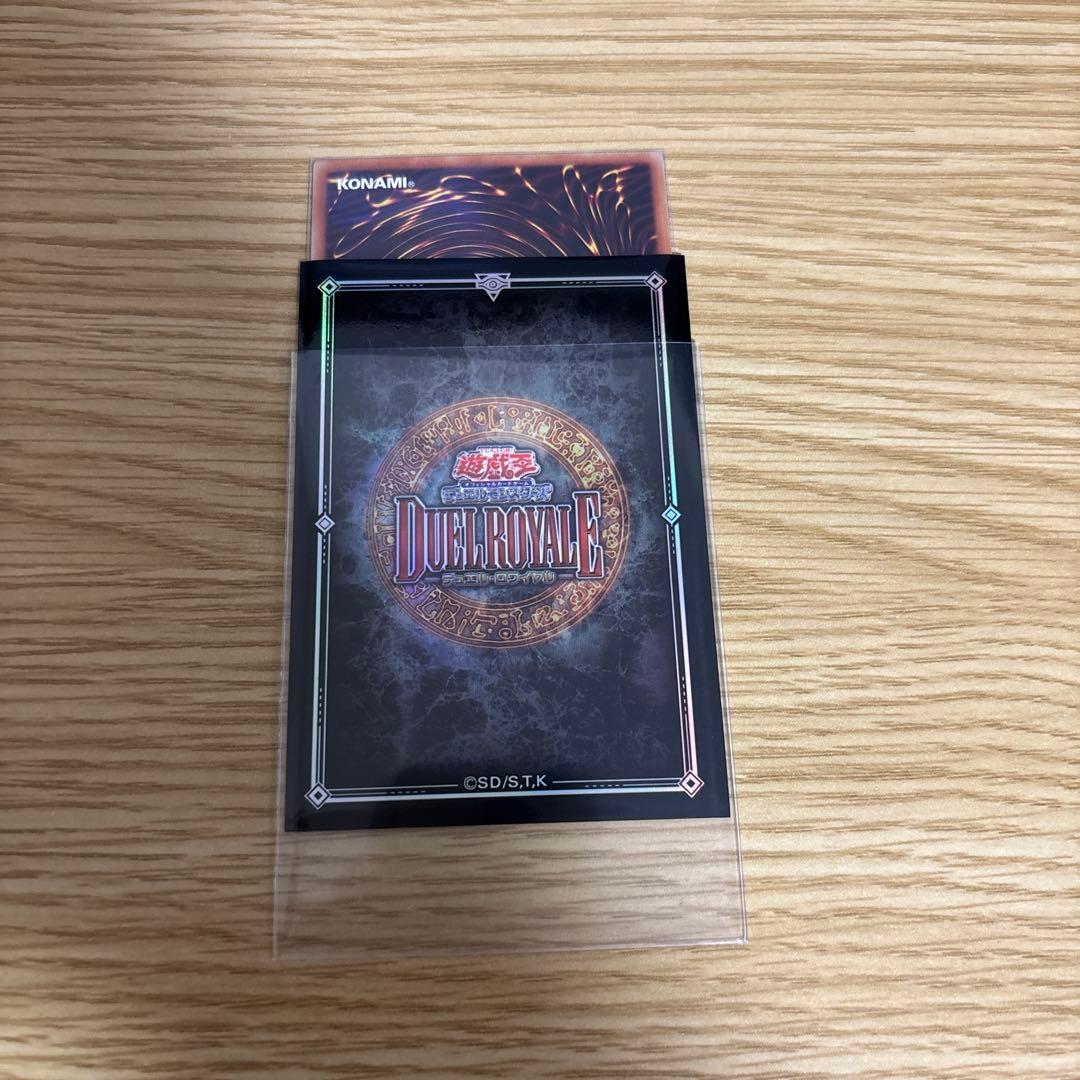 KONAMI®
遊戯王
オフィシャルカードゲーム
デュエルモンスターズ
DUEL ROYALE
デュエル・ロワイヤル
©SD/S,T,K